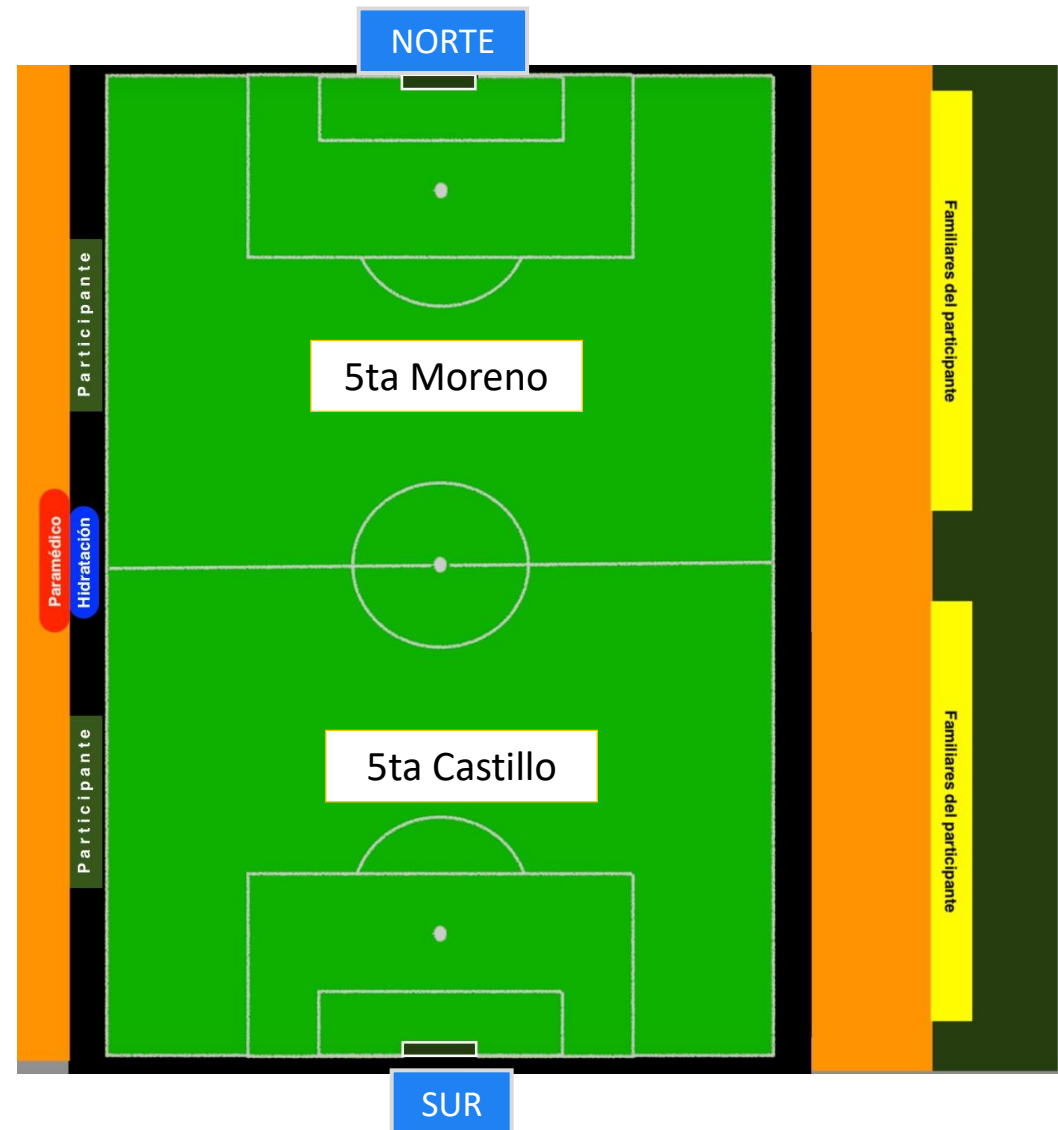 NORTE
Participante
Familiares del participante
5ta Moreno
Paramédico
Hidratación
5ta Castillo
Participante
Familiares del participante
SUR